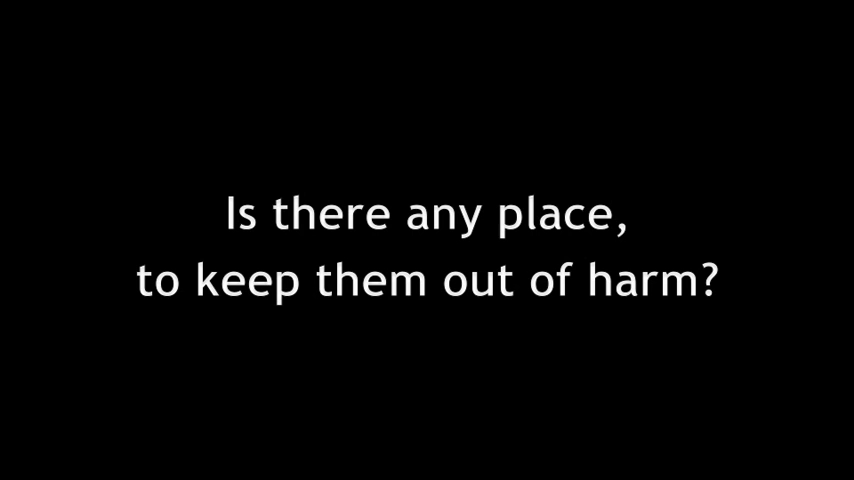 Is there any place,
to keep them out of harm?